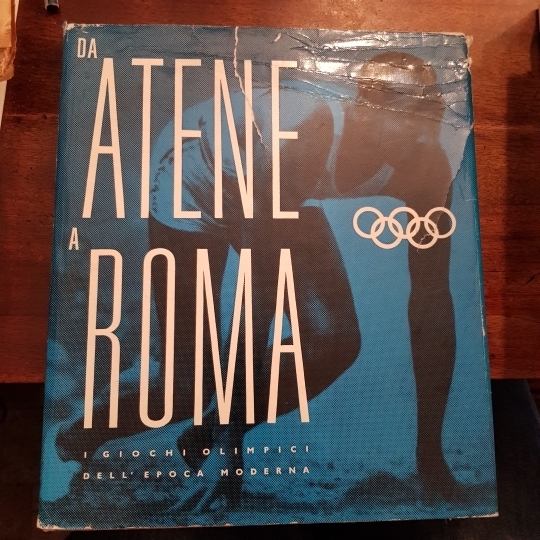 DA
ATENE
A
ROMA
I GIOCHI OLIMPICI
DELL'EPOCA MODERNA